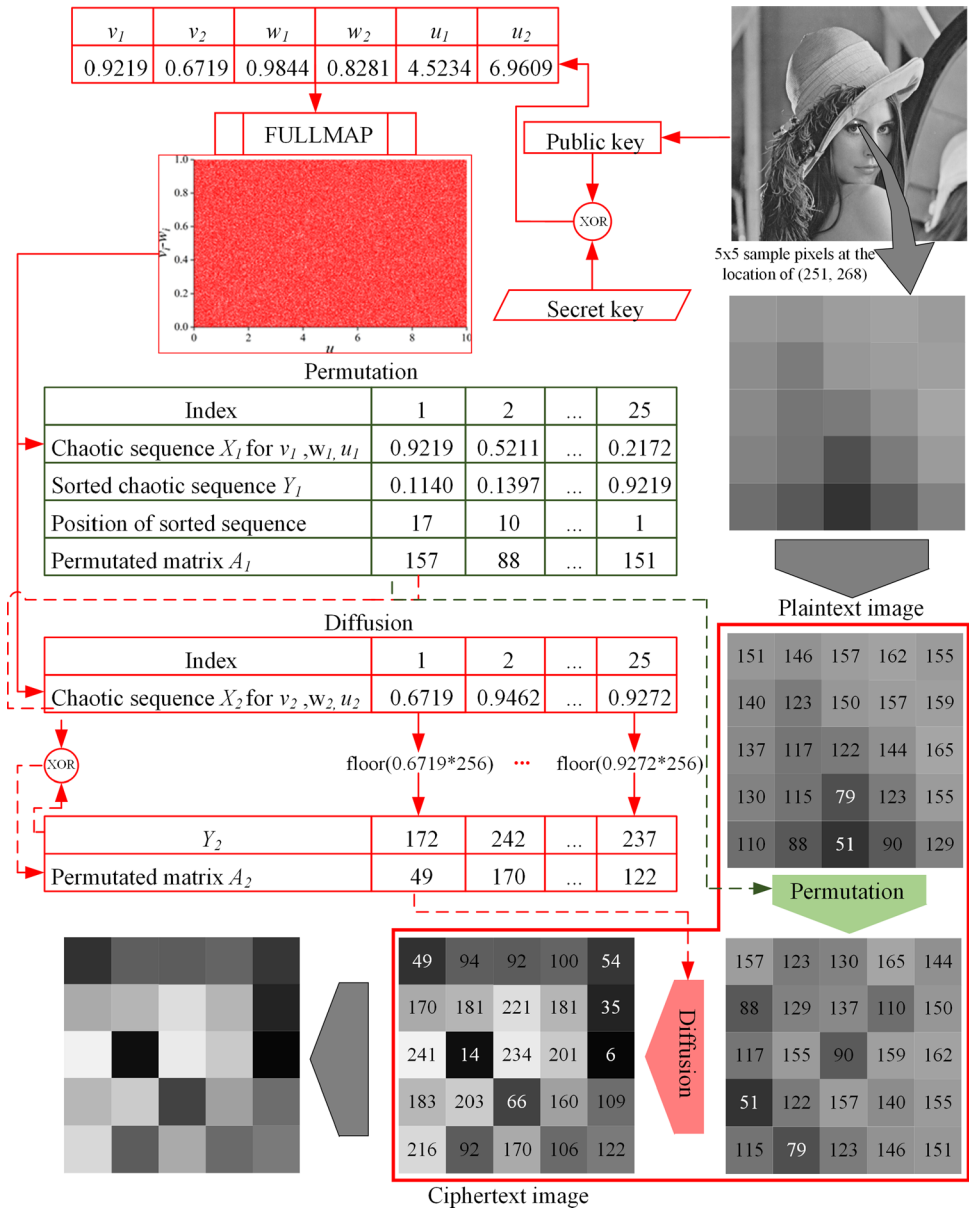 v1 v2 w1 w2 u1 u2
0.9219 0.6719 0.9844 0.8281 4.5234 6.9609
FULLMAP
Public key
XOR
Secret key
1.0
0.8
0.6
0.4
0.2
0.0
vi-wi
0 2 4 6 8 10
u
5x5 sample pixels at the
location of (251, 268)
Permutation
Index 1 2 ... 25
Chaotic sequence X1 for v1 ,w1, u1 0.9219 0.5211 ... 0.2172
Sorted chaotic sequence Y1 0.1140 0.1397 ... 0.9219
Position of sorted sequence 17 10 ... 1
Permutated matrix A1 157 88 ... 151
Plaintext image
Diffusion
Index 1 2 ... 25
Chaotic sequence X2 for v2 ,w2, u2 0.6719 0.9462 ... 0.9272
XOR
floor(0.6719*256) ... floor(0.9272*256)
Y2 172 242 ... 237
Permutated matrix A2 49 170 ... 122
151 146 157 162 155
140 123 150 157 159
137 117 122 144 165
130 115 79 123 155
110 88 51 90 129
Permutation
157 123 130 165 144
88 129 137 110 150
117 155 90 159 162
51 122 157 140 155
115 79 123 146 151
Diffusion
49 94 92 100 54
170 181 221 181 35
241 14 234 201 6
183 203 66 160 109
216 92 170 106 122
Ciphertext image